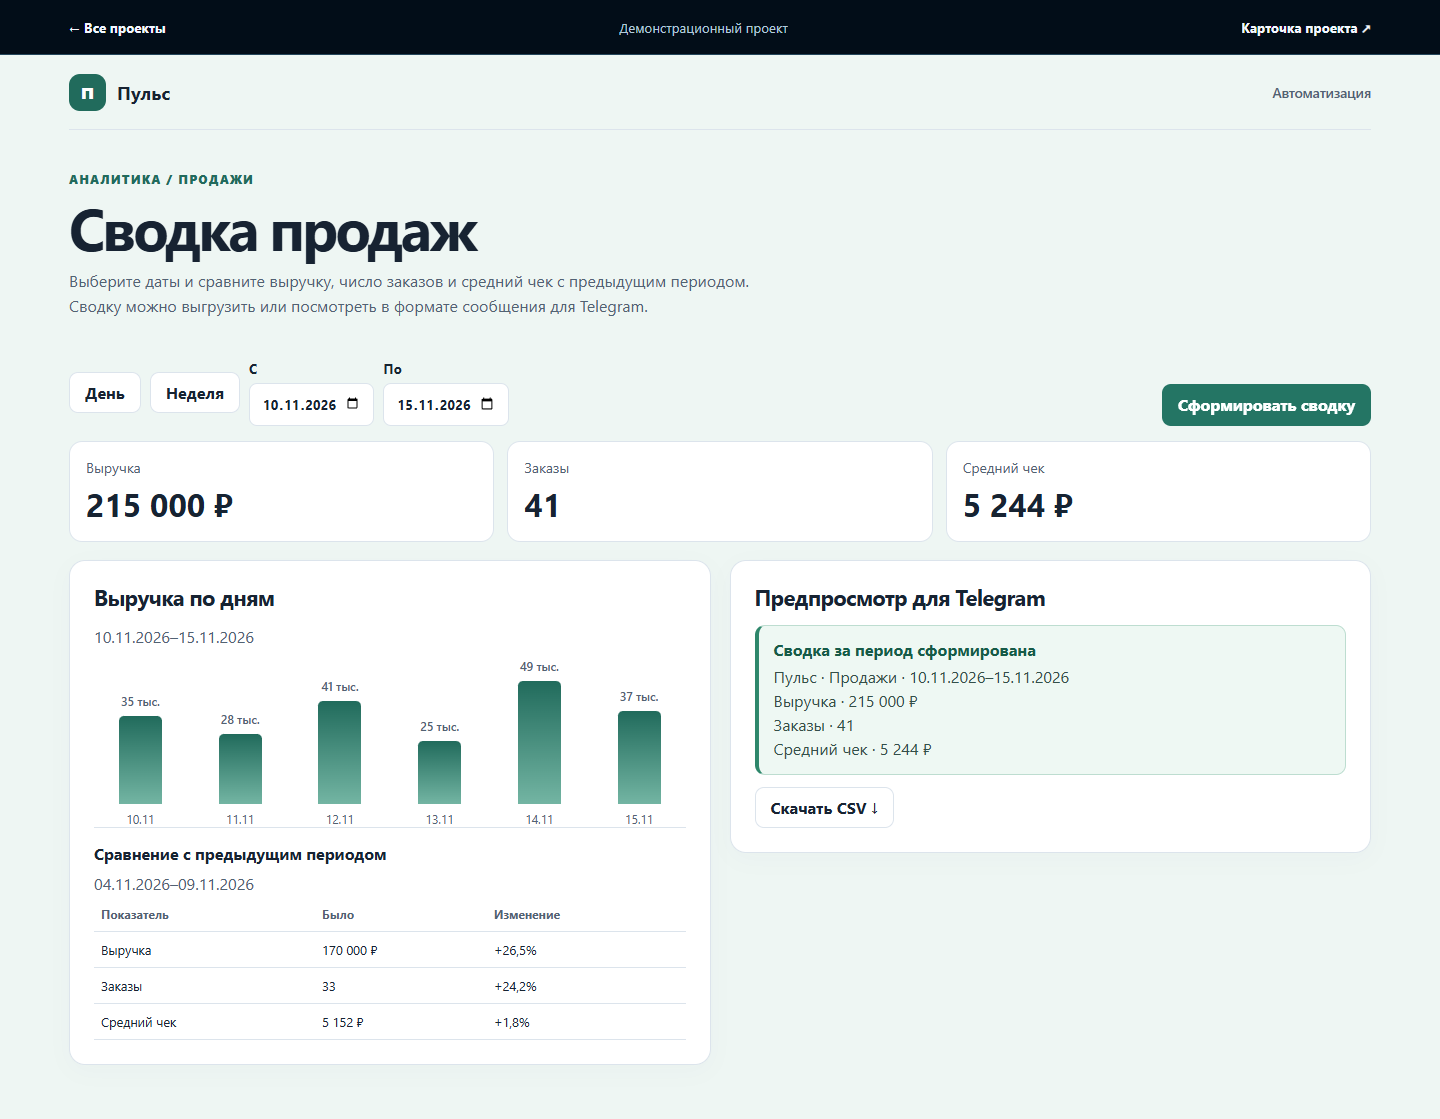 ← Все проекты
Демонстрационный проект
Карточка проекта ↗
П
Пульс
Автоматизация
АНАЛИТИКА / ПРОДАЖИ
Сводка продаж
Выберите даты и сравните выручку, число заказов и средний чек с предыдущим периодом.
Сводку можно выгрузить или посмотреть в формате сообщения для Telegram.
День
Неделя
С
10.11.2026
По
15.11.2026
Сформировать сводку
Выручка
215 000 ₽
Заказы
41
Средний чек
5 244 ₽
Выручка по дням
10.11.2026–15.11.2026
35 тыс.
28 тыс.
41 тыс.
25 тыс.
49 тыс.
37 тыс.
10.11
11.11
12.11
13.11
14.11
15.11
Сравнение с предыдущим периодом
04.11.2026–09.11.2026
Показатель Было Изменение
Выручка 170 000 ₽ +26,5%
Заказы 33 +24,2%
Средний чек 5 152 ₽ +1,8%
Предпросмотр для Telegram
Сводка за период сформирована
Пульс · Продажи · 10.11.2026–15.11.2026
Выручка · 215 000 ₽
Заказы · 41
Средний чек · 5 244 ₽
Скачать CSV ↓